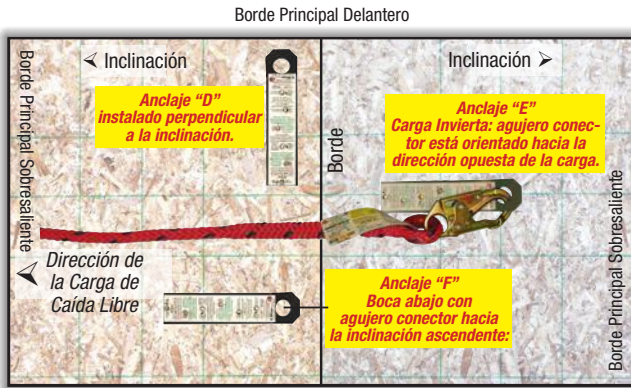 Borde Principal Delantero
Inclinación
Inclinación
Borde Principal Sobresaliente
Anclaje “D”
instalado perpendicular
a la inclinación.
Borde
Anclaje “E”
Carga Invierta: agujero conec-
tor está orientado hacia la
dirección opuesta de la carga.
Borde Principal Sobresaliente
Dirección de
la Carga de
Caída Libre
Anclaje “F”
Boca abajo con
agujero conector hacia
la inclinación ascendente: